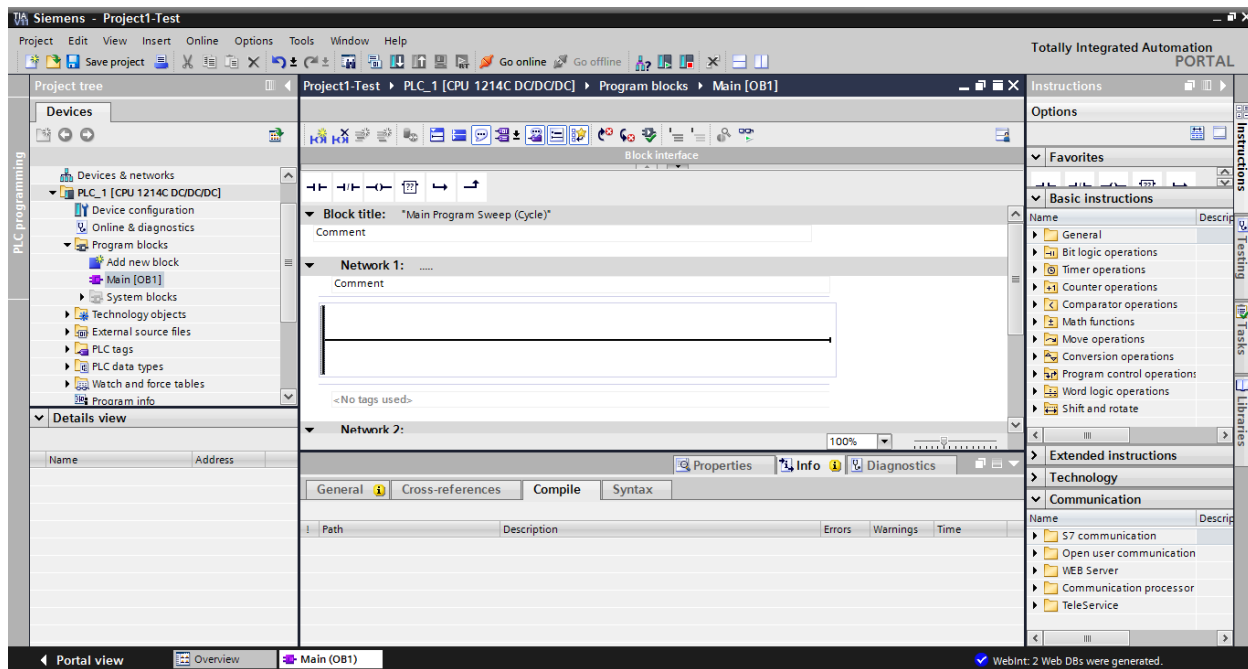 Siemens - Project1-Test
Project Edit View Insert Online Options Tools Window Help
Totally Integrated Automation
PORTAL
Save project Go online Go offline
Project tree
Project1-Test PLC_1 [CPU 1214C DC/DC/DC] Program blocks Main [OB1]
Instructions
Devices
Options
Block interface
PLC programming
Devices & networks
PLC_1 [CPU 1214C DC/DC/DC]
Device configuration
Online & diagnostics
Program blocks
Add new block
Main [OB1]
System blocks
Technology objects
External source files
PLC tags
PLC data types
Watch and force tables
Program info
Details view
Name Address
Block title: "Main Program Sweep (Cycle)"
Comment
Network 1: .....
Comment
<No tags used>
Network 2:
100%
Properties Info Diagnostics
General Cross-references Compile Syntax
! Path Description Errors Warnings Time
Favorites
Basic instructions
Name Descrip
General
Bit logic operations
Timer operations
Counter operations
Comparator operations
Math functions
Move operations
Conversion operations
Program control operations
Word logic operations
Shift and rotate
Extended instructions
Technology
Communication
Name Descrip
S7 communication
Open user communication
WEB Server
Communication processor
TeleService
Instructions
Testing
Tasks
Libraries
Portal view Overview Main (OB1)
WebInt: 2 Web DBs were generated.